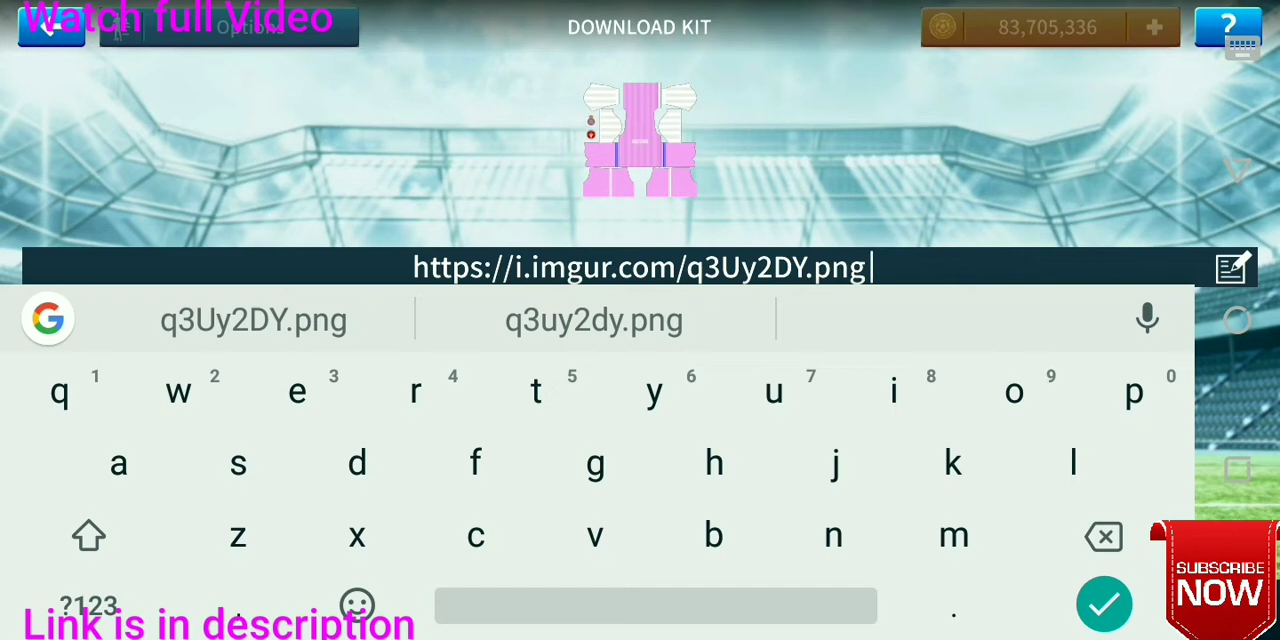 Watch full Video
Options
DOWNLOAD KIT
83,705,336
+
?
https://i.imgur.com/q3Uy2DY.png
G
q3Uy2DY.png
q3uy2dy.png
q 1 w 2 e 3 r 4 t 5 y 6 u 7 i 8 o 9 p 0
a s d f g h j k l
z x c v b n m
?123 , .
Link is in description
SUBSCRIBE
NOW